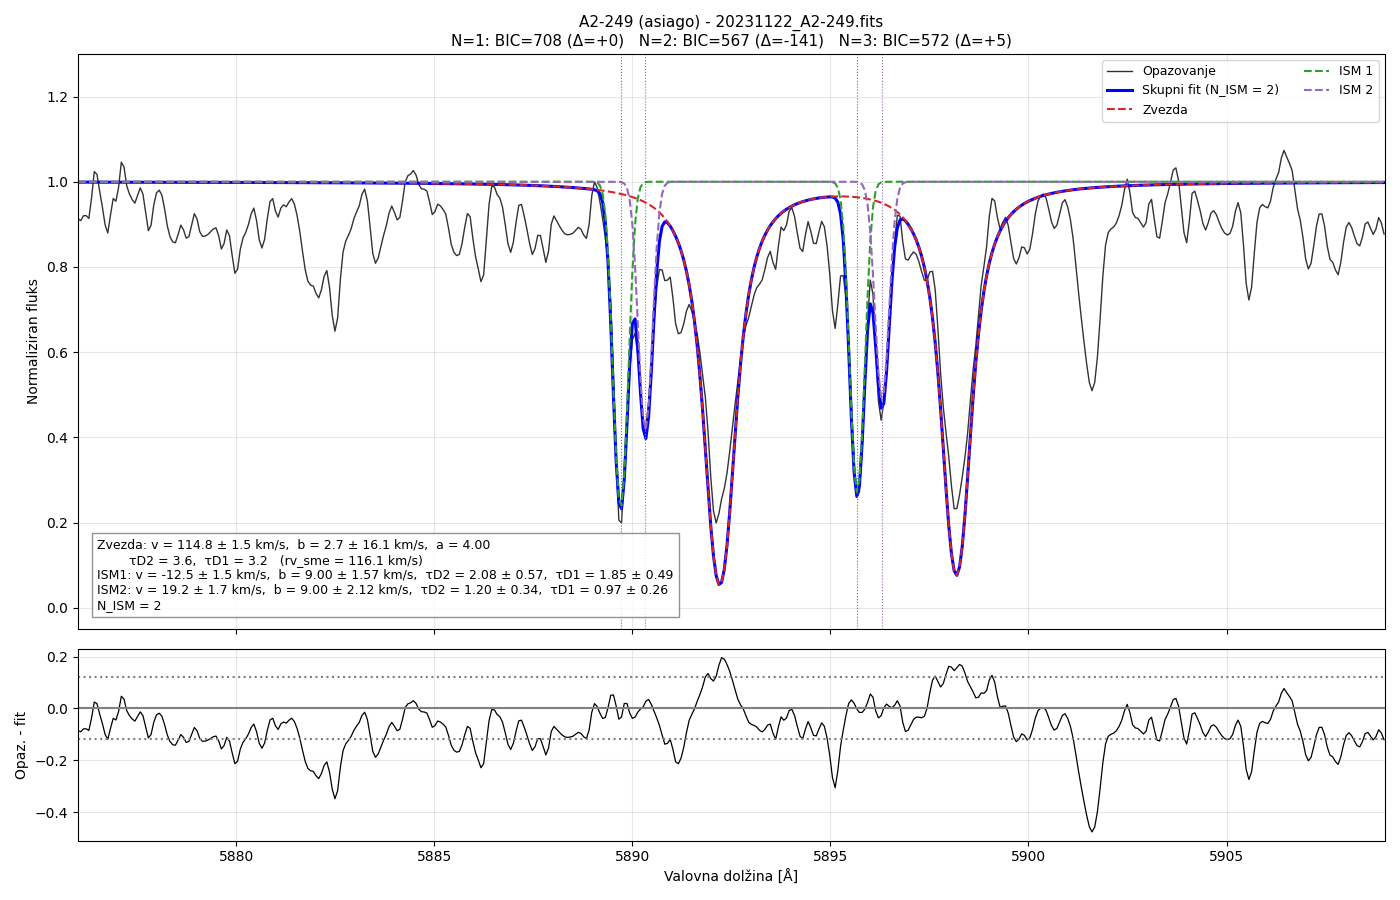 A2-249 (asiago) - 20231122_A2-249.fits
N=1: BIC=708 (Δ=+0)   N=2: BIC=567 (Δ=-141)   N=3: BIC=572 (Δ=+5)
Opazovanje
Skupni fit (N_ISM = 2)
Zvezda
ISM 1
ISM 2
Normaliziran fluks
1.2
1.0
0.8
0.6
0.4
0.2
0.0
Zvezda: v = 114.8 ± 1.5 km/s,  b = 2.7 ± 16.1 km/s,  a = 4.00
τD2 = 3.6,  τD1 = 3.2   (rv_sme = 116.1 km/s)
ISM1: v = -12.5 ± 1.5 km/s,  b = 9.00 ± 1.57 km/s,  τD2 = 2.08 ± 0.57,  τD1 = 1.85 ± 0.49
ISM2: v = 19.2 ± 1.7 km/s,  b = 9.00 ± 2.12 km/s,  τD2 = 1.20 ± 0.34,  τD1 = 0.97 ± 0.26
N_ISM = 2
Opaz. - fit
0.2
0.0
−0.2
−0.4
5880
5885
5890
5895
5900
5905
Valovna dolžina [Å]